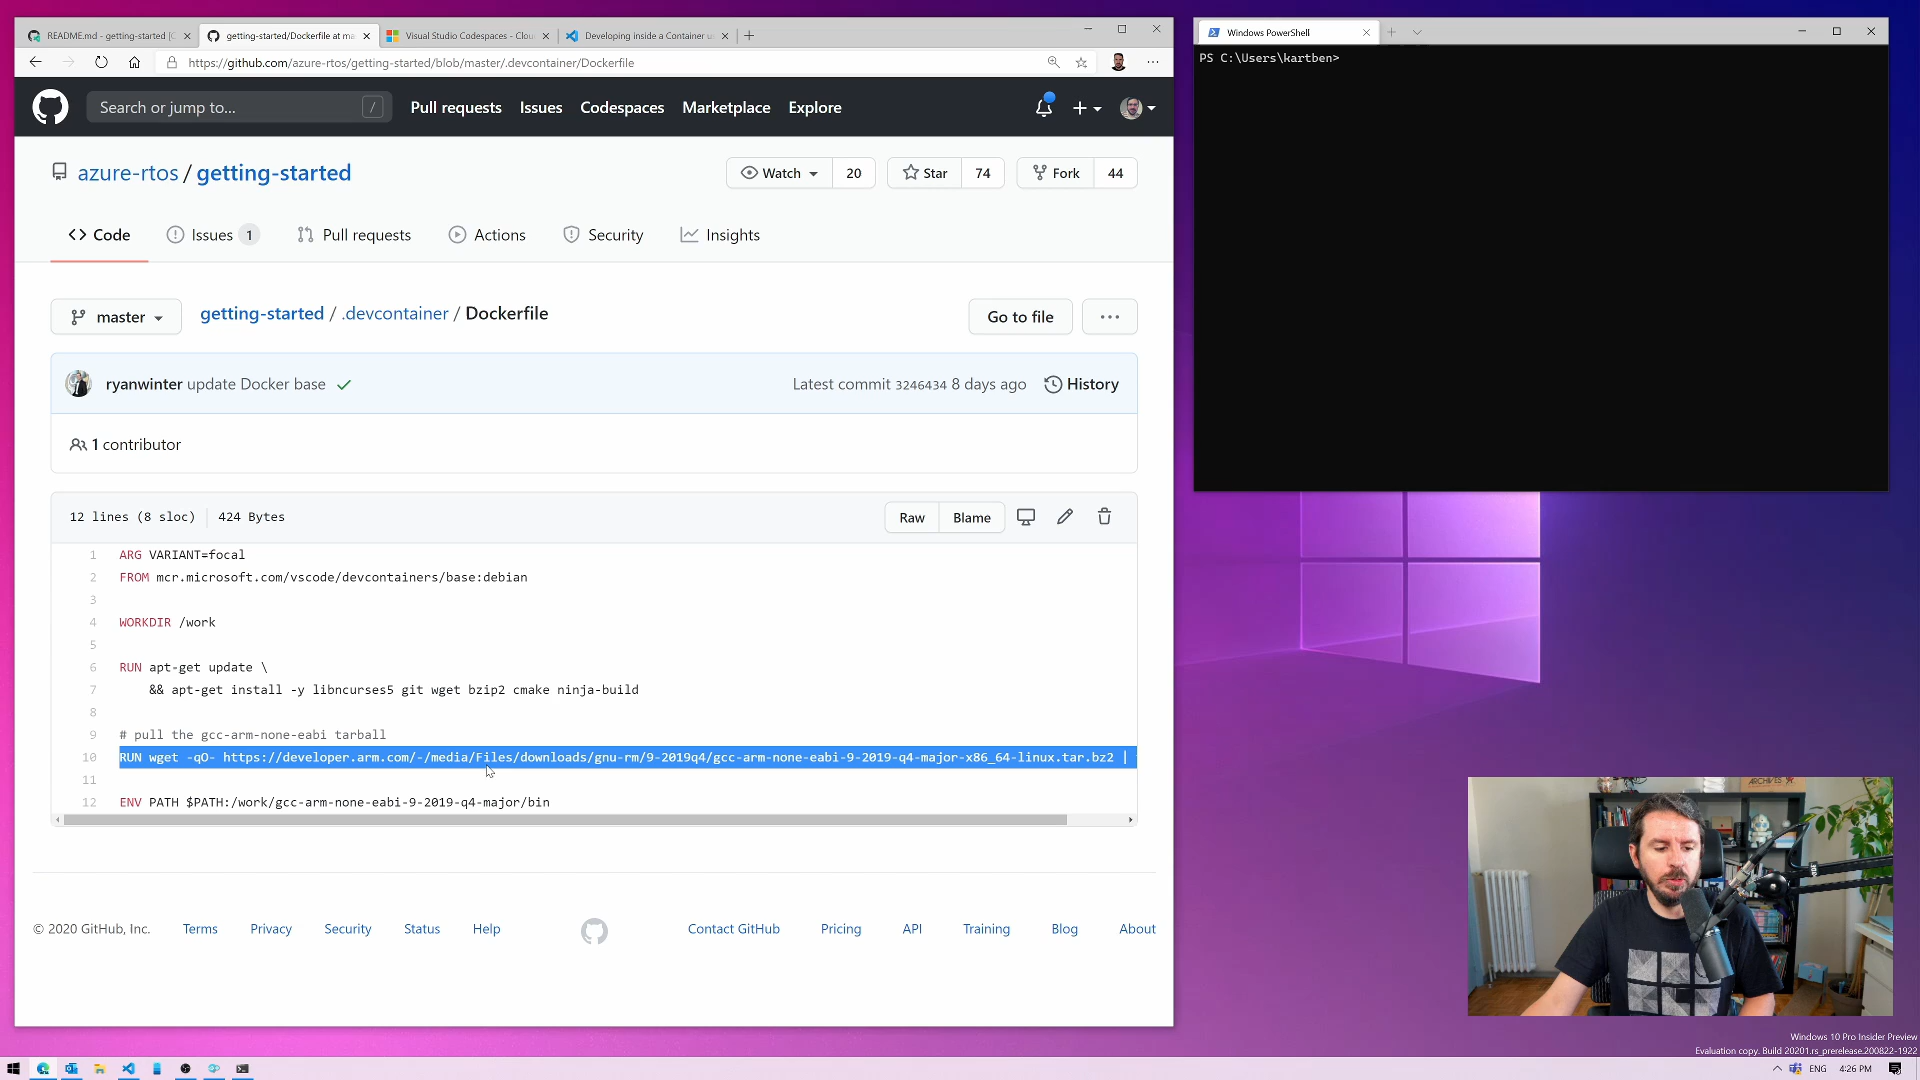 README.md - getting-started [C
getting-started/Dockerfile at ma
Visual Studio Codespaces - Clou
Developing inside a Container u
https://github.com/azure-rtos/getting-started/blob/master/.devcontainer/Dockerfile
Search or jump to...
/
Pull requests
Issues
Codespaces
Marketplace
Explore
azure-rtos / getting-started
Watch 20
Star 74
Fork 44
Code
Issues 1
Pull requests
Actions
Security
Insights
master
getting-started / .devcontainer / Dockerfile
Go to file
ryanwinter update Docker base
Latest commit 3246434 8 days ago
History
1 contributor
12 lines (8 sloc)
424 Bytes
Raw
Blame
1 ARG VARIANT=focal
2 FROM mcr.microsoft.com/vscode/devcontainers/base:debian
3
4 WORKDIR /work
5
6 RUN apt-get update \
7 && apt-get install -y libncurses5 git wget bzip2 cmake ninja-build
8
9 # pull the gcc-arm-none-eabi tarball
10 RUN wget -qO- https://developer.arm.com/-/media/Files/downloads/gnu-rm/9-2019q4/gcc-arm-none-eabi-9-2019-q4-major-x86_64-linux.tar.bz2 |
11
12 ENV PATH $PATH:/work/gcc-arm-none-eabi-9-2019-q4-major/bin
© 2020 GitHub, Inc.
Terms
Privacy
Security
Status
Help
Contact GitHub
Pricing
API
Training
Blog
About
Windows PowerShell
PS C:\Users\kartben>
Windows 10 Pro Insider Preview
Evaluation copy. Build 20201.rs_prerelease.200822-1922
ENG
4:26 PM